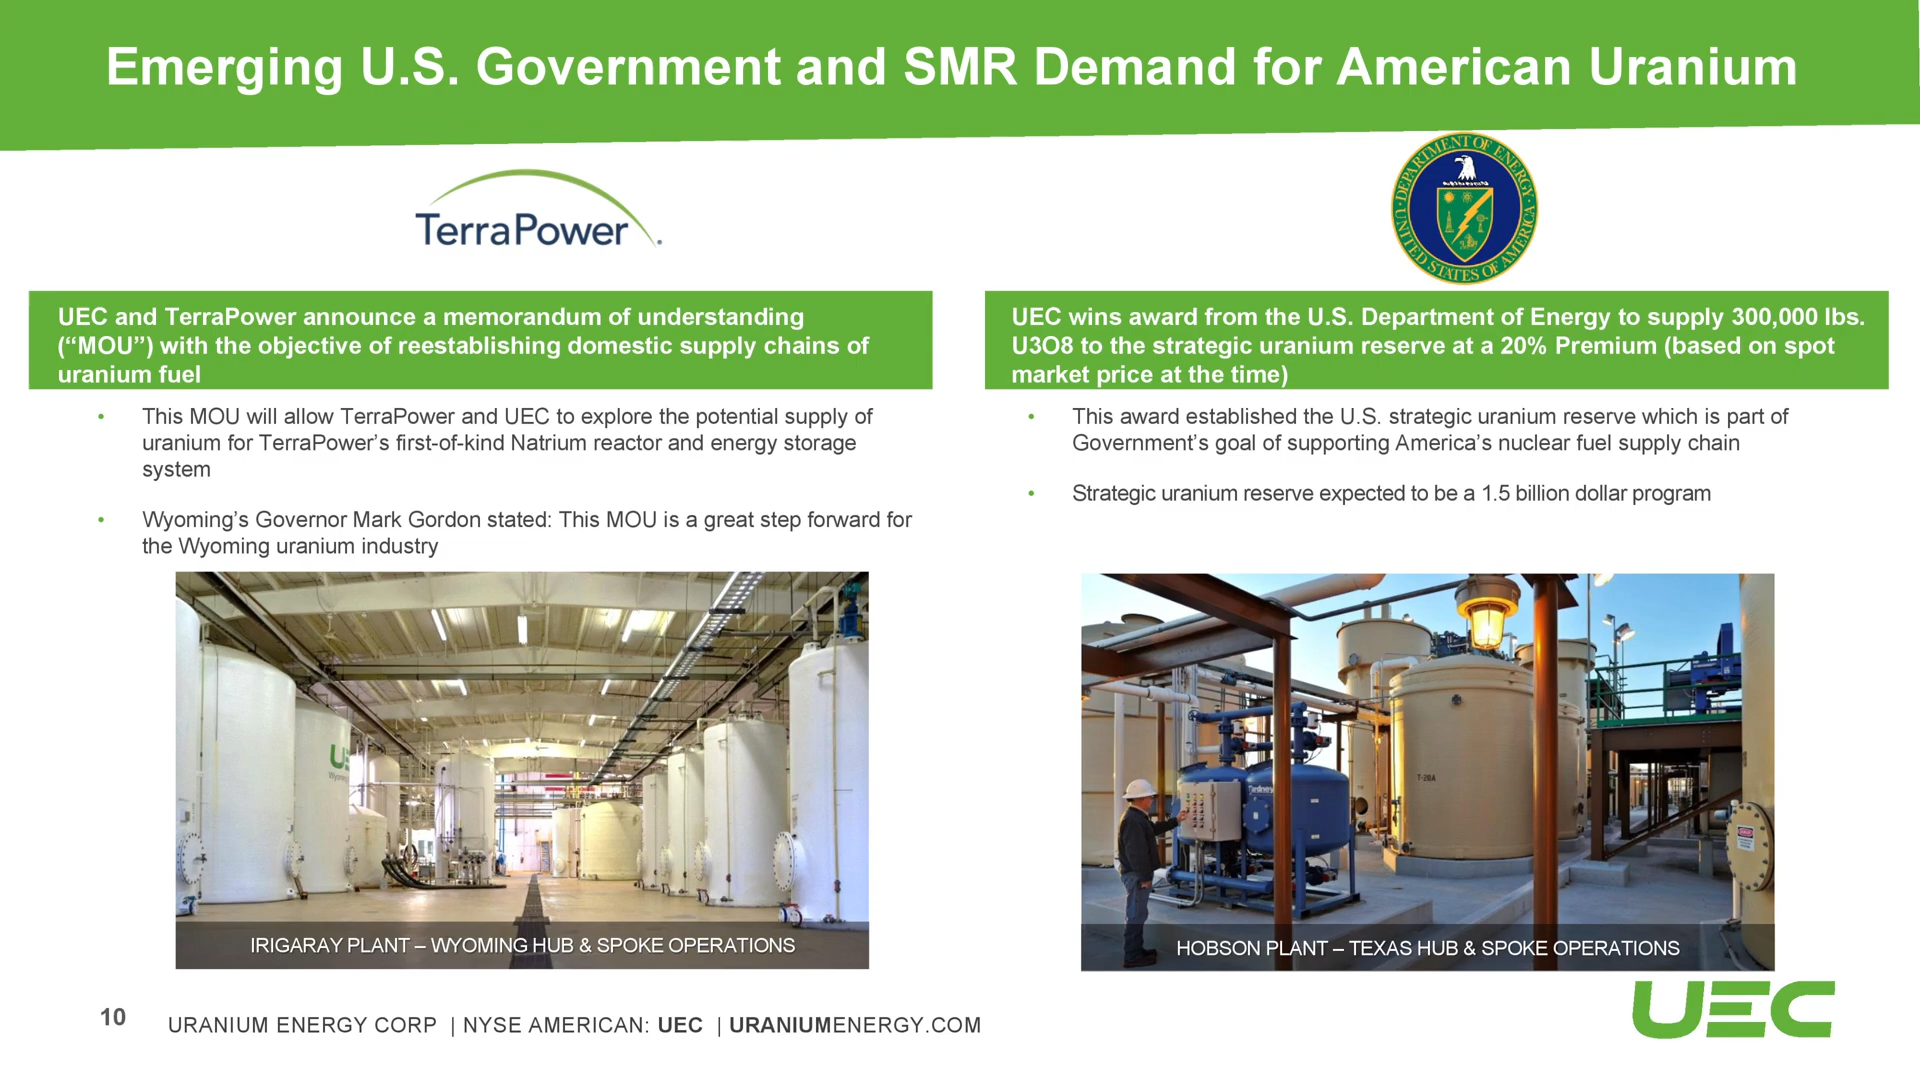 Emerging U.S. Government and SMR Demand for American Uranium
TerraPower
DEPARTMENT OF ENERGY
UNITED STATES OF AMERICA
UEC and TerraPower announce a memorandum of understanding
(“MOU”) with the objective of reestablishing domestic supply chains of
uranium fuel
• This MOU will allow TerraPower and UEC to explore the potential supply of
uranium for TerraPower’s first-of-kind Natrium reactor and energy storage
system
• Wyoming’s Governor Mark Gordon stated: This MOU is a great step forward for
the Wyoming uranium industry
UEC
IRIGARAY PLANT – WYOMING HUB & SPOKE OPERATIONS
UEC wins award from the U.S. Department of Energy to supply 300,000 lbs.
U3O8 to the strategic uranium reserve at a 20% Premium (based on spot
market price at the time)
• This award established the U.S. strategic uranium reserve which is part of
Government’s goal of supporting America’s nuclear fuel supply chain
• Strategic uranium reserve expected to be a 1.5 billion dollar program
T-20A
HOBSON PLANT – TEXAS HUB & SPOKE OPERATIONS
10
URANIUM ENERGY CORP | NYSE AMERICAN: UEC | URANIUMENERGY.COM
UEC